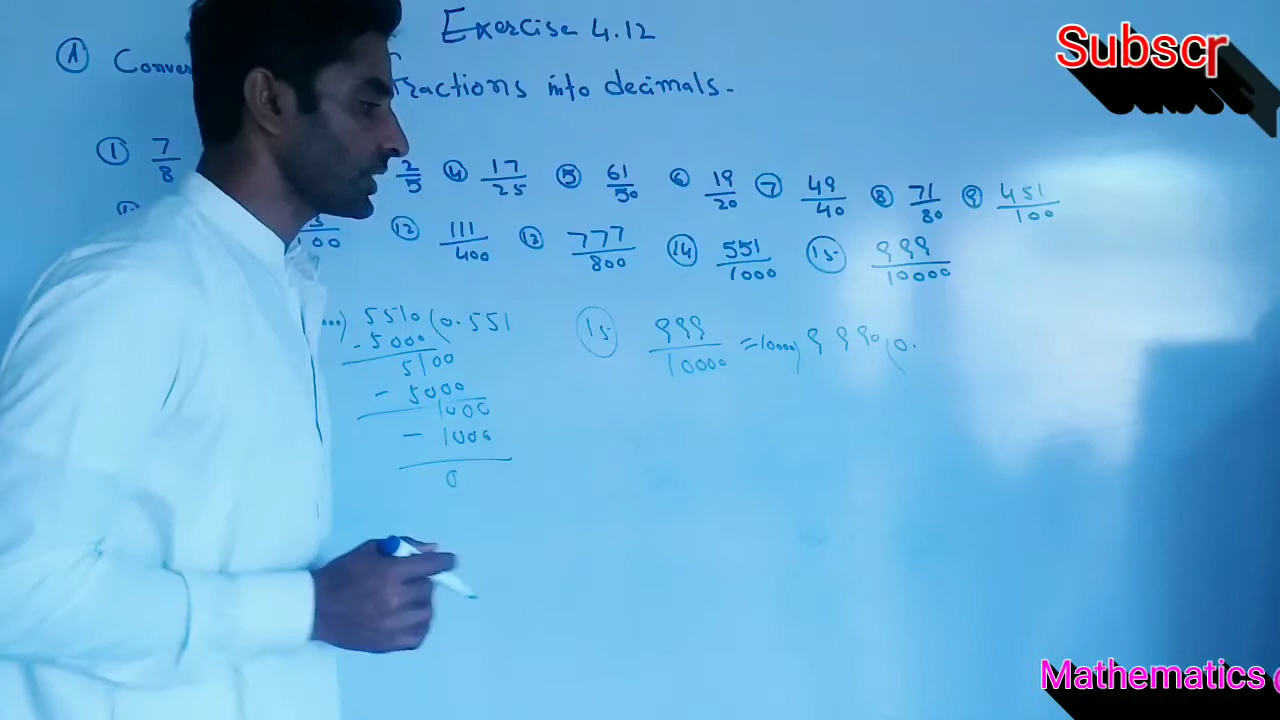 Exercise 4.12
Subscr
Ⓐ Conver ractions into decimals.
① 7/8 2/5 ④ 17/25 ⑤ 61/50 ⑥ 19/20 ⑦ 49/40 ⑧ 71/80 ⑨ 451/100
⑫ 111/400 ⑬ 777/800 ⑭ 551/1000 ⑮ 999/10000
) 5510 (0.551
- 5000
5100
- 5000
1000
- 1000
0
⑮ 999/10000 = 10000) 9990 (0.
Mathematics